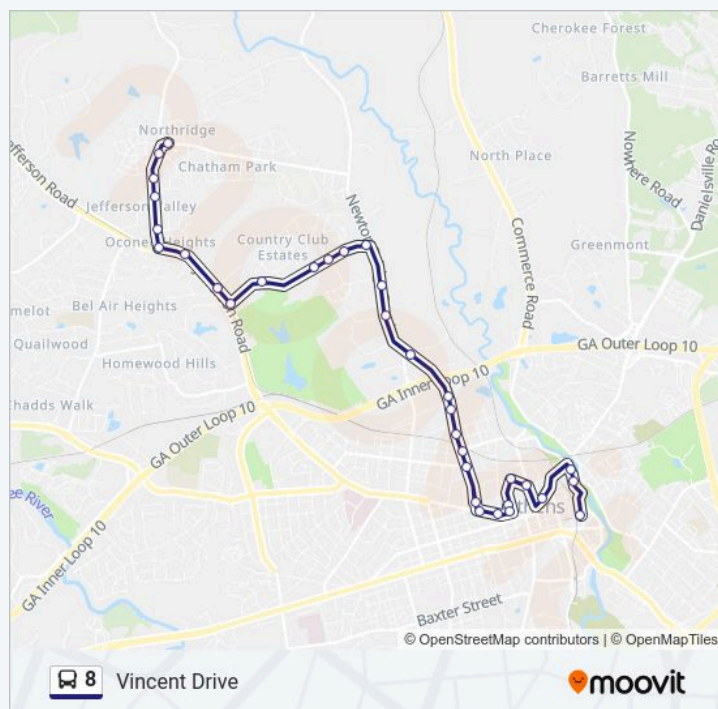 Cherokee Forest
Barretts Mill
Northridge
North Place
Chatham Park
Nowhere Road
Danielsville Ro
Jefferson Road
Jefferson Valley
Newton
Commerce Road
Greenmont
Oconee Heights
Country Club
Estates
Bel Air Heights
Quailwood
Homewood Hills
GA Outer Loop 10
GA Inner Loop 10
Chadds Walk
GA Outer Loop 10
GA Inner Loop 10
Baxter Street
© OpenStreetMap contributors | © OpenMapTiles
8 Vincent Drive
moovit